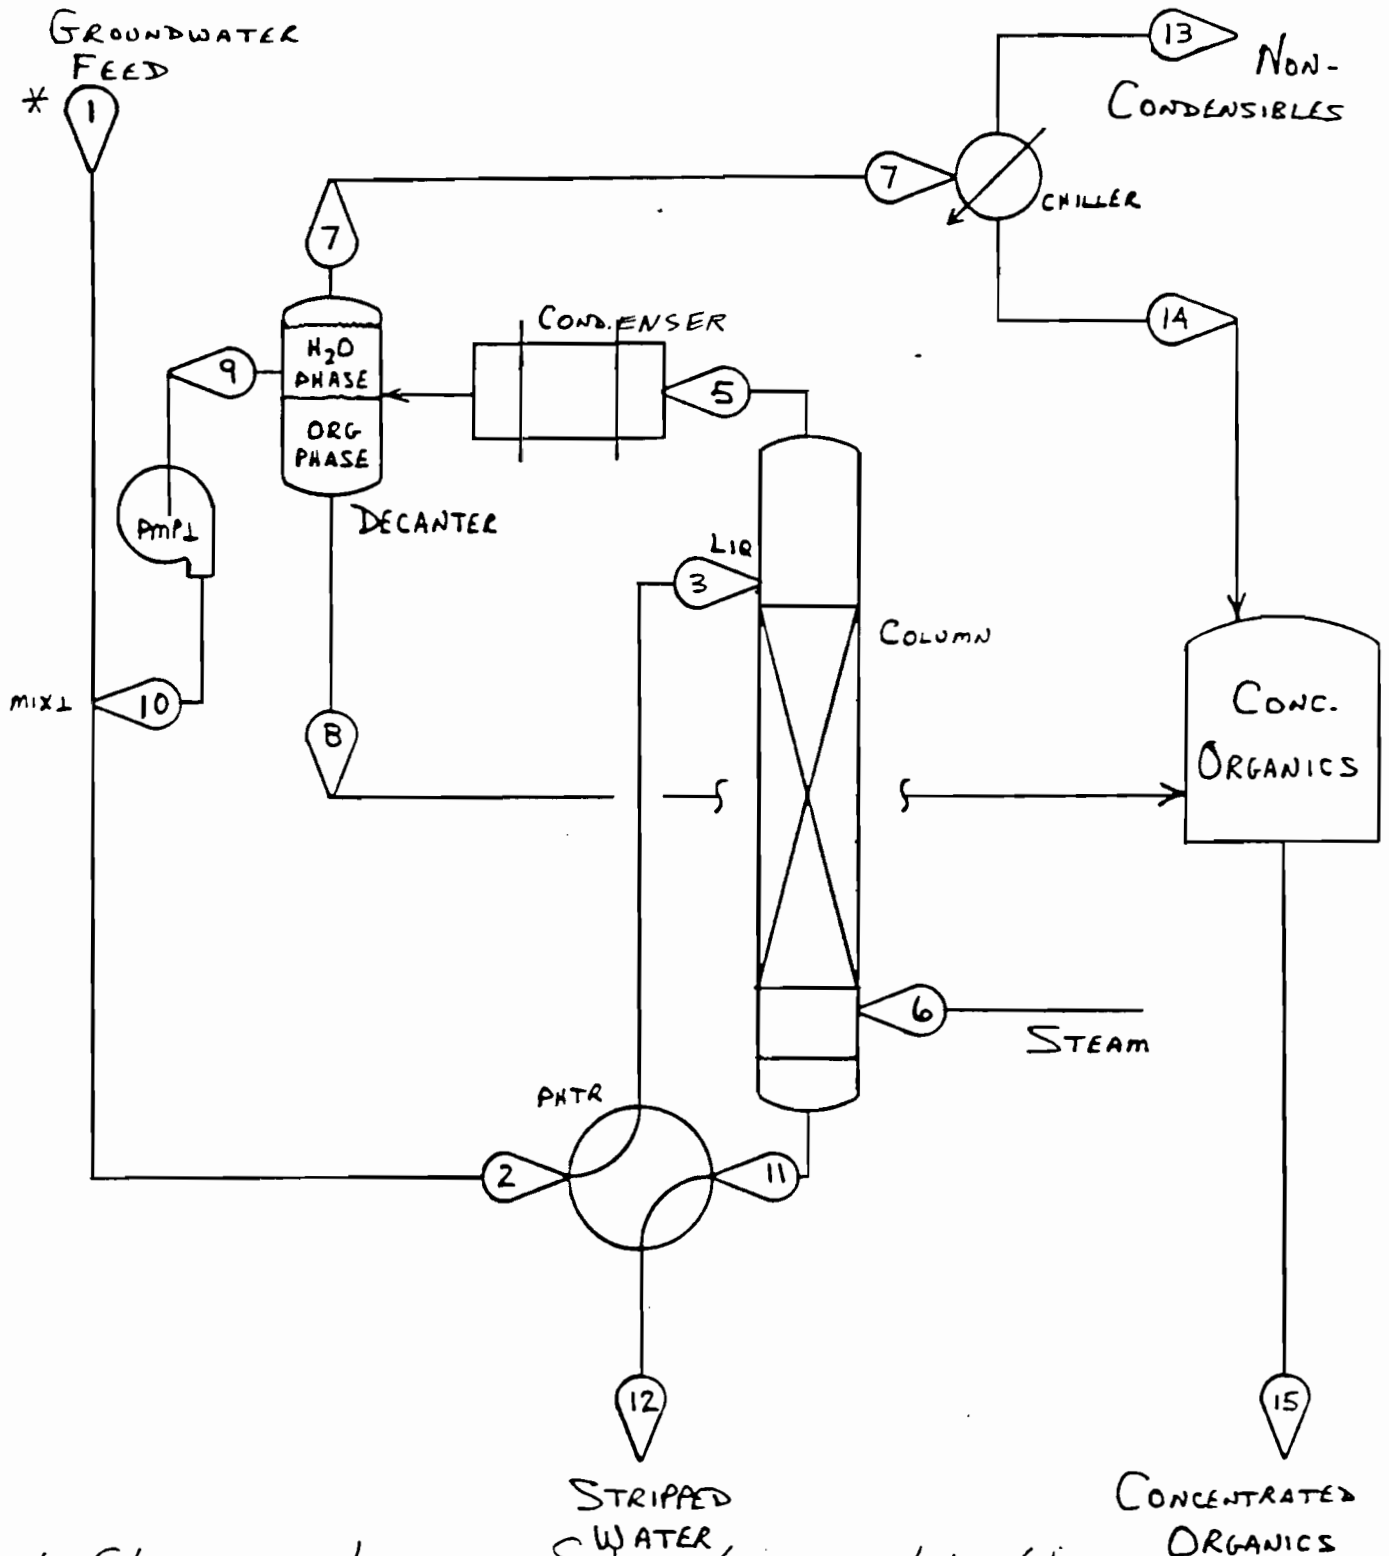 GROUNDWATER
FEED
* 1
13
NON-
CONDENSIBLES
7
7
CHILLER
14
CONDENSER
5
9
H2O
PHASE
ORG
PHASE
DECANTER
PMP1
LIQ
3
COLUMN
MIX1
10
8
CONC.
ORGANICS
6
STEAM
PHTR
2
11
12
15
STRIPPED
WATER
CONCENTRATED
ORGANICS